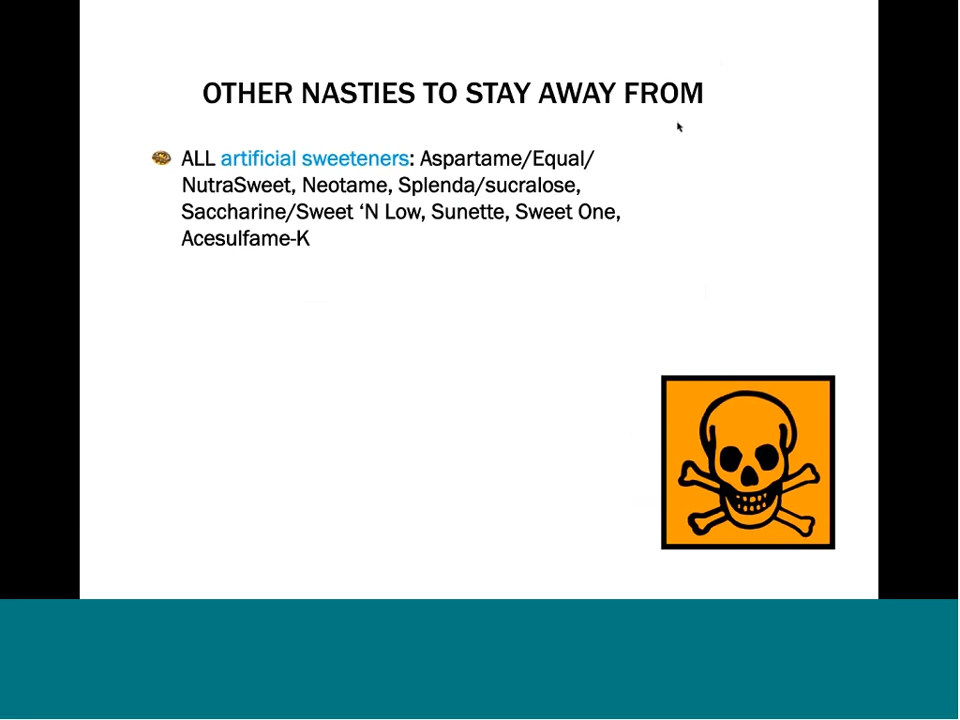 OTHER NASTIES TO STAY AWAY FROM
ALL artificial sweeteners: Aspartame/Equal/
NutraSweet, Neotame, Splenda/sucralose,
Saccharine/Sweet ‘N Low, Sunette, Sweet One,
Acesulfame-K